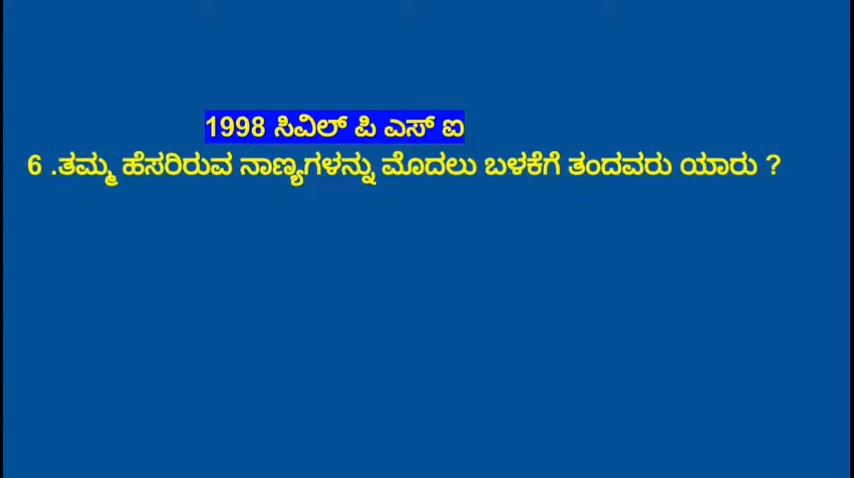 1998 ಸಿವಿಲ್ ಪಿ ಎಸ್ ಐ
6 .ತಮ್ಮ ಹೆಸರಿರುವ ನಾಣ್ಯಗಳನ್ನು ಮೊದಲು ಬಳಕೆಗೆ ತಂದವರು ಯಾರು ?